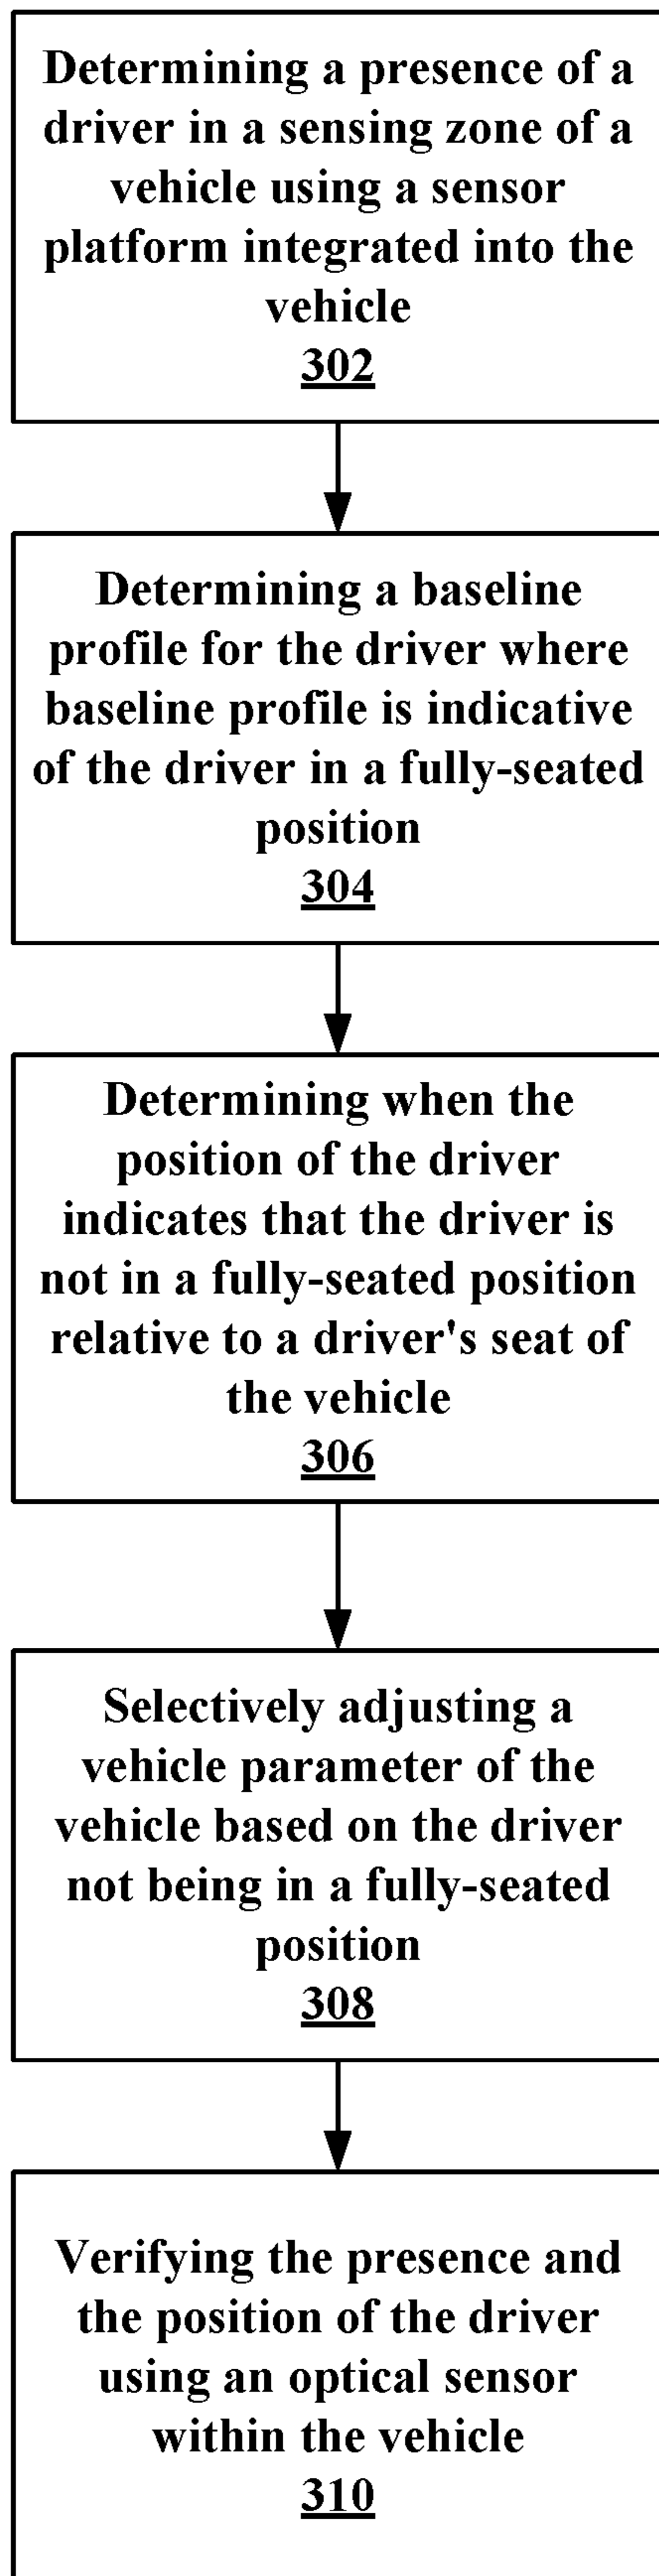 Determining a presence of a
driver in a sensing zone of a
vehicle using a sensor
platform integrated into the
vehicle
302
Determining a baseline
profile for the driver where
baseline profile is indicative
of the driver in a fully-seated
position
304
Determining when the
position of the driver
indicates that the driver is
not in a fully-seated position
relative to a driver's seat of
the vehicle
306
Selectively adjusting a
vehicle parameter of the
vehicle based on the driver
not being in a fully-seated
position
308
Verifying the presence and
the position of the driver
using an optical sensor
within the vehicle
310